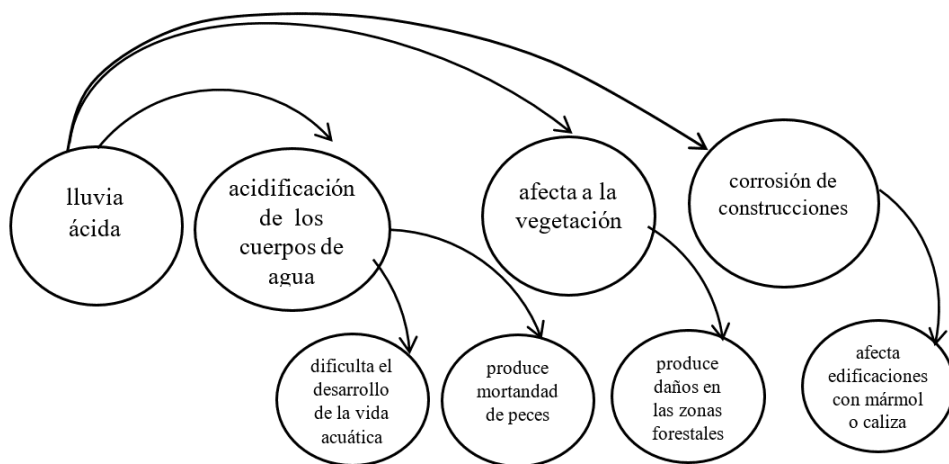 lluvia
ácida
acidificación
de los
cuerpos de
agua
afecta a la
vegetación
corrosión de
construcciones
dificulta el
desarrollo
de la vida
acuática
produce
mortandad
de peces
produce
daños en
las zonas
forestales
afecta
edificaciones
con mármol
o caliza